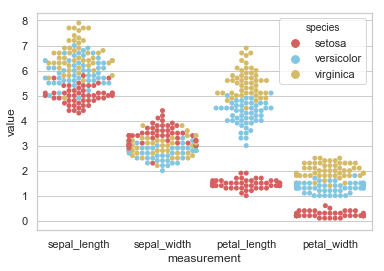 species
setosa
versicolor
virginica
value
8
7
6
5
4
3
2
1
0
sepal_length sepal_width petal_length petal_width
measurement